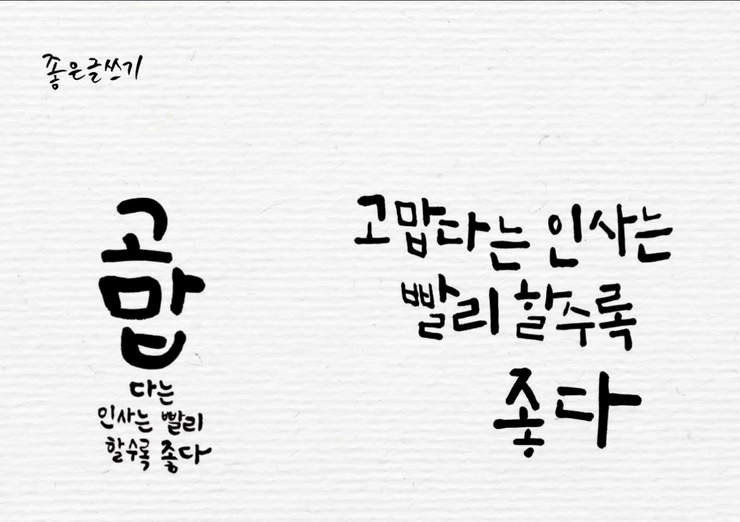 좋은글쓰기
고맙
다는
인사는 빨리
할수록 좋다
고맙다는 인사는
빨리 할수록
좋다